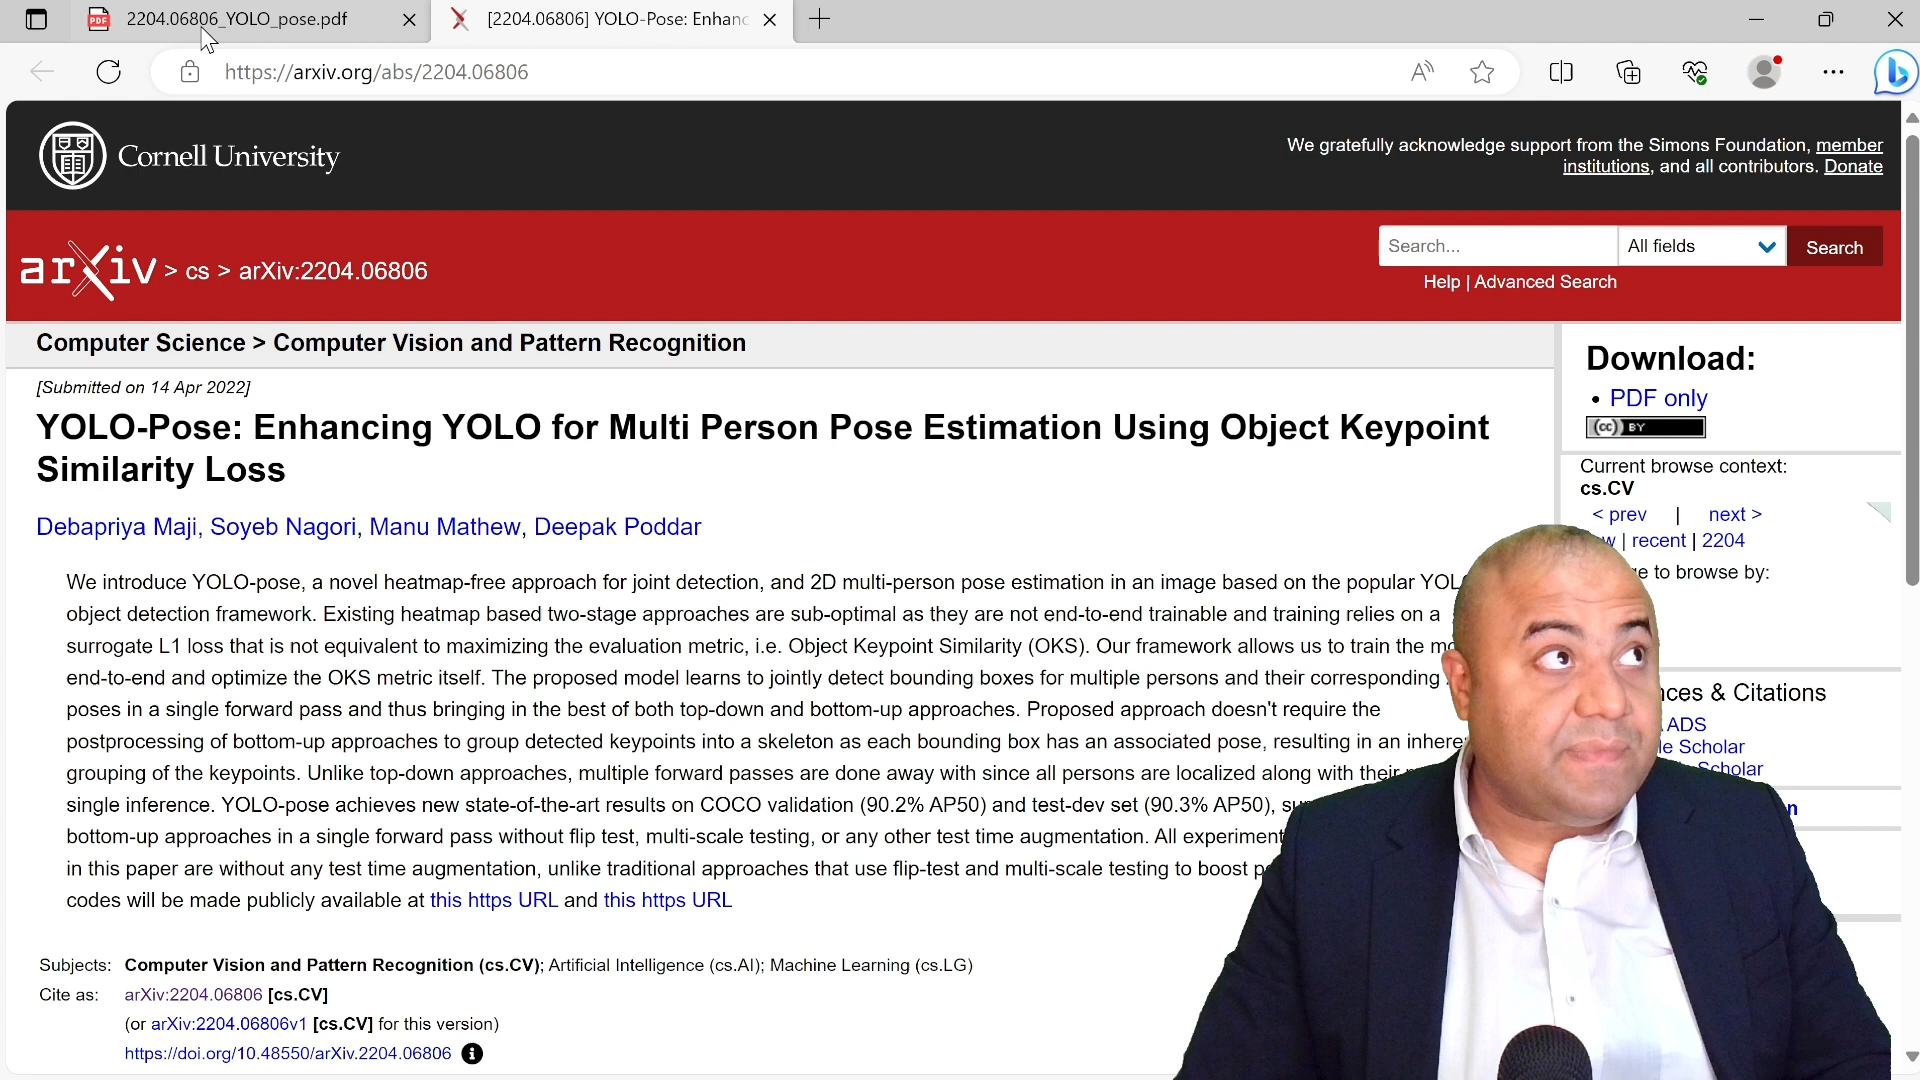 2204.06806_YOLO_pose.pdf
[2204.06806] YOLO-Pose: Enhanc
https://arxiv.org/abs/2204.06806
Cornell University
We gratefully acknowledge support from the Simons Foundation, member
institutions, and all contributors. Donate
arXiv > cs > arXiv:2204.06806
Search...
All fields
Search
Help | Advanced Search
Computer Science > Computer Vision and Pattern Recognition
[Submitted on 14 Apr 2022]
YOLO-Pose: Enhancing YOLO for Multi Person Pose Estimation Using Object Keypoint
Similarity Loss
Debapriya Maji, Soyeb Nagori, Manu Mathew, Deepak Poddar
We introduce YOLO-pose, a novel heatmap-free approach for joint detection, and 2D multi-person pose estimation in an image based on the popular
object detection framework. Existing heatmap based two-stage approaches are sub-optimal as they are not end-to-end trainable and training relies on a
surrogate L1 loss that is not equivalent to maximizing the evaluation metric, i.e. Object Keypoint Similarity (OKS). Our framework allows us to train the
end-to-end and optimize the OKS metric itself. The proposed model learns to jointly detect bounding boxes for multiple persons and their corresponding
poses in a single forward pass and thus bringing in the best of both top-down and bottom-up approaches. Proposed approach doesn't require the
postprocessing of bottom-up approaches to group detected keypoints into a skeleton as each bounding box has an associated pose, resulting in an
grouping of the keypoints. Unlike top-down approaches, multiple forward passes are done away with since all persons are localized along with their
single inference. YOLO-pose achieves new state-of-the-art results on COCO validation (90.2% AP50) and test-dev set (90.3% AP50),
bottom-up approaches in a single forward pass without flip test, multi-scale testing, or any other test time augmentation. All
in this paper are without any test time augmentation, unlike traditional approaches that use flip-test and multi-scale testing to boost
codes will be made publicly available at this https URL and this https URL
Subjects: Computer Vision and Pattern Recognition (cs.CV); Artificial Intelligence (cs.AI); Machine Learning (cs.LG)
Cite as: arXiv:2204.06806 [cs.CV]
(or arXiv:2204.06806v1 [cs.CV] for this version)
https://doi.org/10.48550/arXiv.2204.06806
Download:
• PDF only
(cc) BY
Current browse context:
cs.CV
< prev | next >
| recent | 2204
to browse by:
& Citations
ADS
Scholar
Scholar